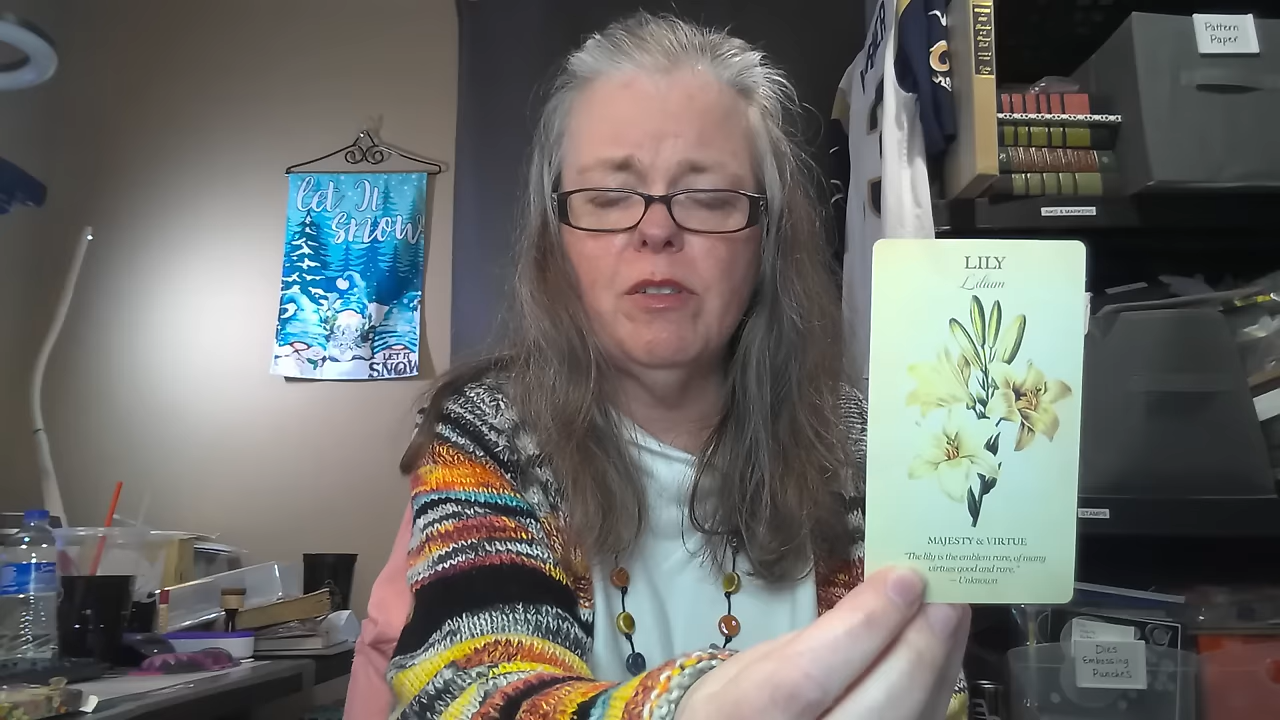 Let It
Snow
LET IT
SNOW
Pattern
Paper
INKS & MARKERS
LILY
Lilium
MAJESTY & VIRTUE
"The lily is the emblem rare, of many
virtues good and rare."
— Unknown
STAMPS
Dies
Embossing
Punches